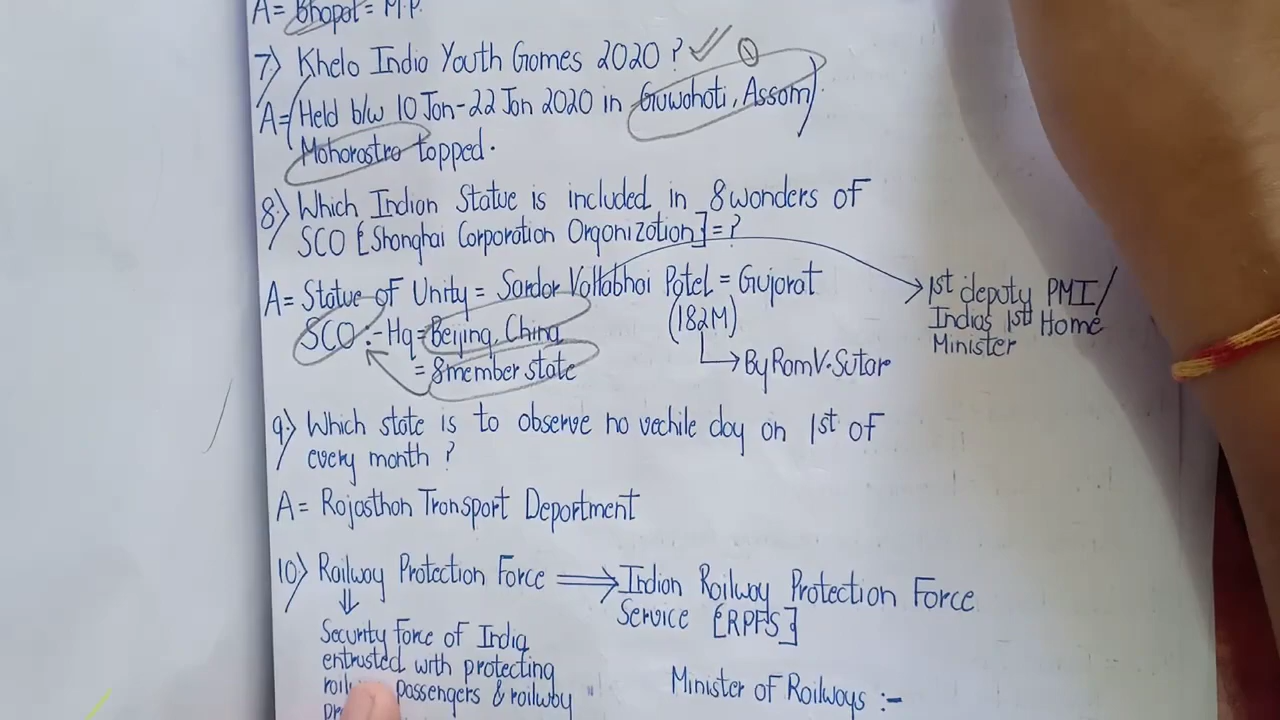 A= Bhopal = M.P.
7) Khelo India Youth Games 2020 ?
A= Held b/w 10 Jan-22 Jan 2020 in Guwahati, Assam
Maharastra topped.
8) Which Indian Statue is included in 8 wonders of
SCO [Shanghai Corporation Organization] = ?
A= Statue of Unity = Sardar Vallabhai Patel = Gujarat
(182M)
By Ram V. Sutar
1st deputy PMI/
Indias 1st Home
Minister
SCO :- Hq = Beijing, China
= 8 member state
9) Which state is to observe no vechile day on 1st of
every month ?
A= Rajasthan Transport Department
10) Railway Protection Force ⇒ Indian Railway Protection Force
Service [RPFS]
Security force of India
entrusted with protecting
passengers & railway
Minister of Railways :-